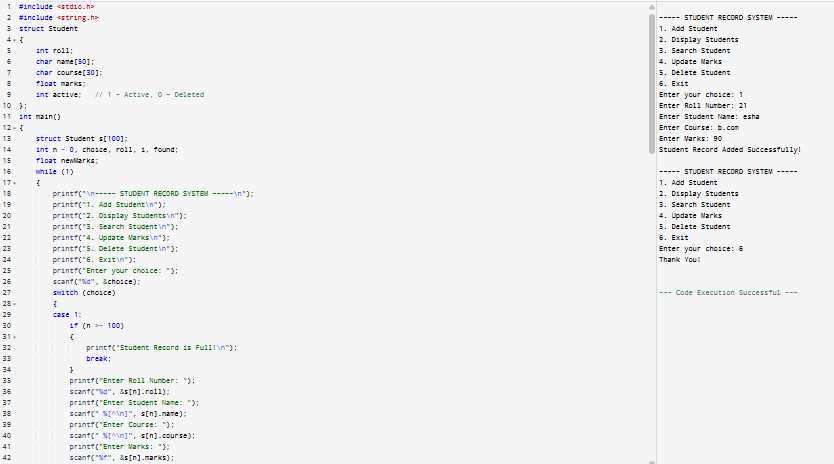 1 #include <stdio.h>
2 #include <string.h>
3 struct Student
4 {
5 int roll;
6 char name[50];
7 char course[30];
8 float marks;
9 int active; // 1 - Active, 0 - Deleted
10 };
11 int main()
12 {
13 struct Student s[100];
14 int n = 0, choice, roll, i, found;
15 float newMarks;
16 while (1)
17 {
18 printf("\n----- STUDENT RECORD SYSTEM -----\n");
19 printf("1. Add Student\n");
20 printf("2. Display Students\n");
21 printf("3. Search Student\n");
22 printf("4. Update Marks\n");
23 printf("5. Delete Student\n");
24 printf("6. Exit\n");
25 printf("Enter your choice: ");
26 scanf("%d", &choice);
27 switch (choice)
28 {
29 case 1:
30 if (n >= 100)
31 {
32 printf("Student Record is Full!\n");
33 break;
34 }
35 printf("Enter Roll Number: ");
36 scanf("%d", &s[n].roll);
37 printf("Enter Student Name: ");
38 scanf(" %[^\n]", s[n].name);
39 printf("Enter Course: ");
40 scanf(" %[^\n]", s[n].course);
41 printf("Enter Marks: ");
42 scanf("%f", &s[n].marks);
----- STUDENT RECORD SYSTEM -----
1. Add Student
2. Display Students
3. Search Student
4. Update Marks
5. Delete Student
6. Exit
Enter your choice: 1
Enter Roll Number: 21
Enter Student Name: esha
Enter Course: b.com
Enter Marks: 90
Student Record Added Successfully!
----- STUDENT RECORD SYSTEM -----
1. Add Student
2. Display Students
3. Search Student
4. Update Marks
5. Delete Student
6. Exit
Enter your choice: 6
Thank You!
=== Code Execution Successful ===